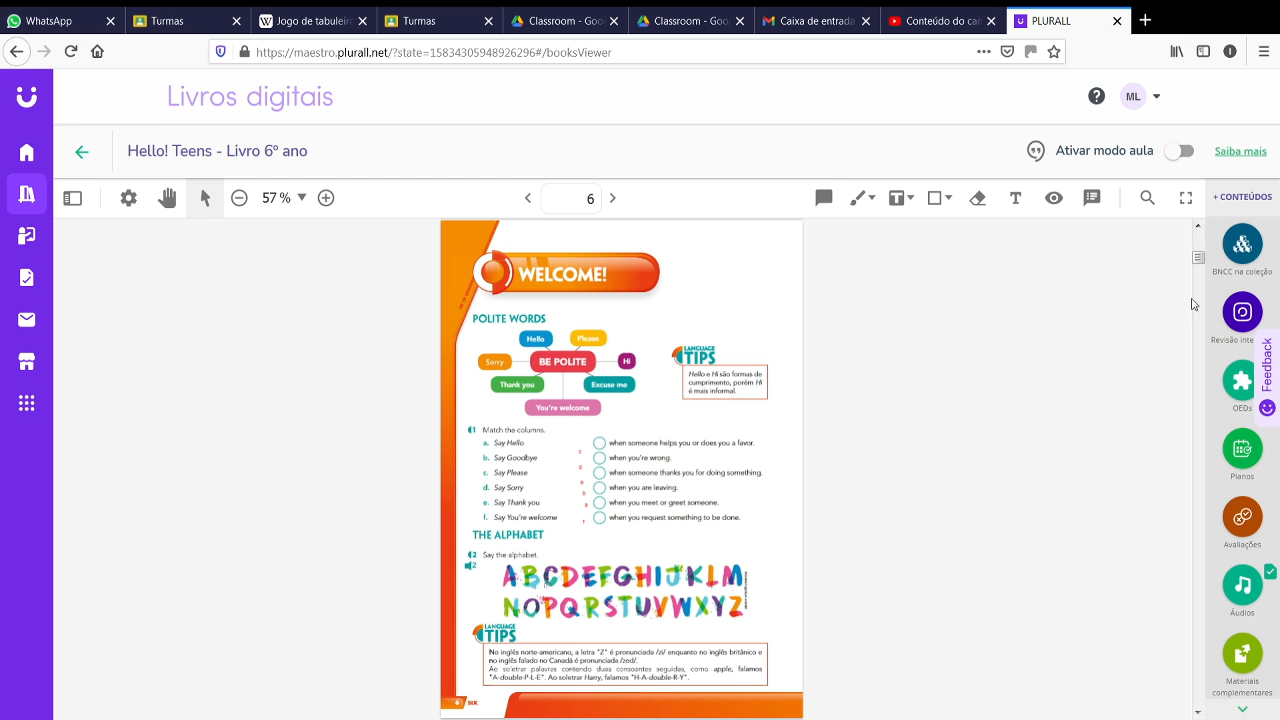 WhatsApp
Turmas
Jogo de tabuleiro
Turmas
Classroom - Goo
Classroom - Goo
Caixa de entrada
Conteúdo do can
PLURALL
https://maestro.plurall.net/?state=15834305948926296#/booksViewer
Livros digitais
ML
Hello! Teens - Livro 6º ano
Ativar modo aula
Saiba mais
57 %
6
+ CONTEÚDOS
WELCOME!
POLITE WORDS
Hello
Please
Sorry
BE POLITE
Hi
Thank you
Excuse me
You're welcome
LANGUAGE
TIPS
Hello e Hi são formas de
cumprimento, porém Hi
é mais informal.
1 Match the columns.
a. Say Hello
when someone helps you or does you a favor.
b. Say Goodbye
c
when you're wrong.
c. Say Please
d
when someone thanks you for doing something.
d. Say Sorry
e
when you are leaving.
e. Say Thank you
b
when you meet or greet someone.
a
f. Say You're welcome
when you request something to be done.
f
THE ALPHABET
2 Say the alphabet.
2
ABCDEFGHIJKLM
NOPQRSTUVWXYZ
LANGUAGE
TIPS
No inglês norte-americano, a letra "Z" é pronunciada /zi/ enquanto no inglês britânico e
no inglês falado no Canadá é pronunciada /zed/.
Ao soletrar palavras contendo duas consoantes seguidas, como apple, falamos
"A-double-P-L-E". Ao soletrar Harry, falamos "H-A-double-R-Y".
6 SIX
BNCC na coleção
Relação inte
OEDs
Planos
Avaliações
Áudios
Materiais
complementares
Feedback